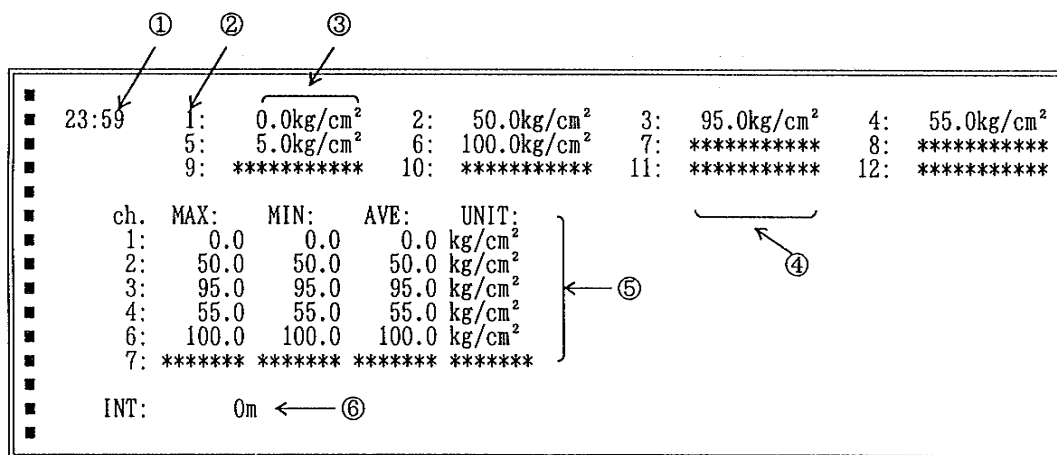 ① ② ③
23:59 1: 0.0kg/cm² 2: 50.0kg/cm² 3: 95.0kg/cm² 4: 55.0kg/cm²
5: 5.0kg/cm² 6: 100.0kg/cm² 7: *********** 8: ***********
9: *********** 10: *********** 11: *********** 12: ***********
ch. MAX: MIN: AVE: UNIT:
1: 0.0 0.0 0.0 kg/cm²
④
2: 50.0 50.0 50.0 kg/cm²
3: 95.0 95.0 95.0 kg/cm² ⑤
4: 55.0 55.0 55.0 kg/cm²
6: 100.0 100.0 100.0 kg/cm²
7: ******* ******* ******* *******
INT: 0m ⑥